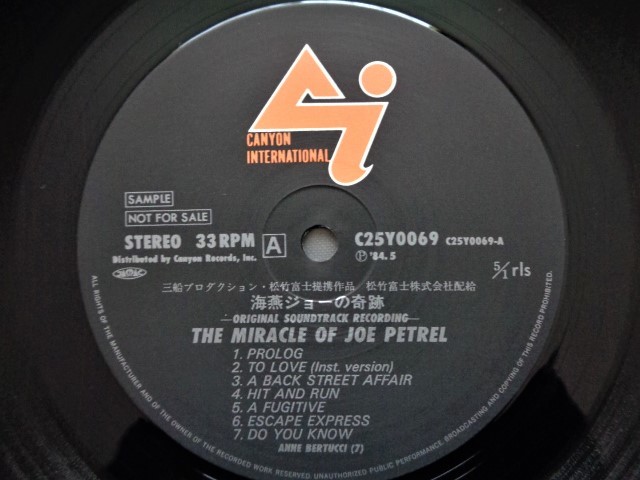 CANYON
INTERNATIONAL
SAMPLE
NOT FOR SALE
STEREO 33 RPM A C25Y0069 C25Y0069-A
Distributed by Canyon Records, Inc. Ⓟ '84.5
5/1 rls
三船プロダクション・松竹富士提携作品 松竹富士株式会社配給
海燕ジョーの奇跡
ORIGINAL SOUNDTRACK RECORDING
THE MIRACLE OF JOE PETREL
1. PROLOG
2. TO LOVE (Inst. version)
3. A BACK STREET AFFAIR
4. HIT AND RUN
5. A FUGITIVE
6. ESCAPE EXPRESS
7. DO YOU KNOW
ANNE BERTUCCI (7)
ALL RIGHTS OF THE MANUFACTURER AND OF THE OWNER OF THE RECORDED WORK RESERVED. UNAUTHORIZED PUBLIC PERFORMANCE, BROADCASTING AND COPYING OF THIS RECORD PROHIBITED.